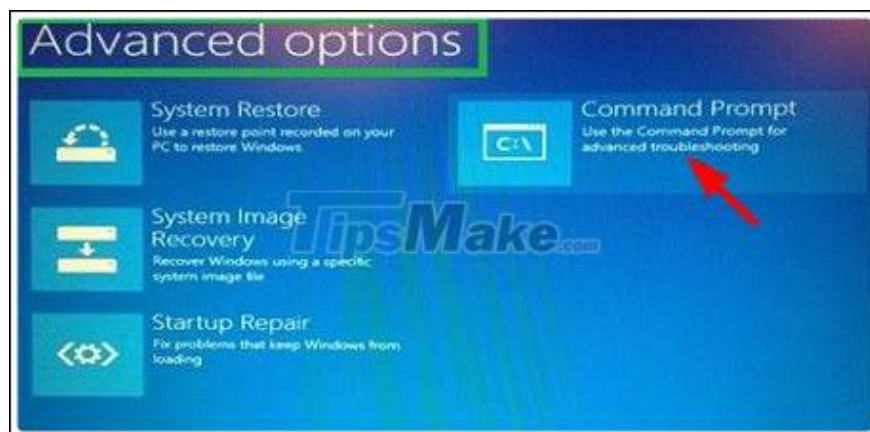 Advanced options
System Restore
Use a restore point recorded on your
PC to restore Windows
Command Prompt
Use the Command Prompt for
advanced troubleshooting
C:\
System Image
Recovery
Recover Windows using a specific
system image file
TipsMake.com
Startup Repair
Fix problems that keep Windows from
loading